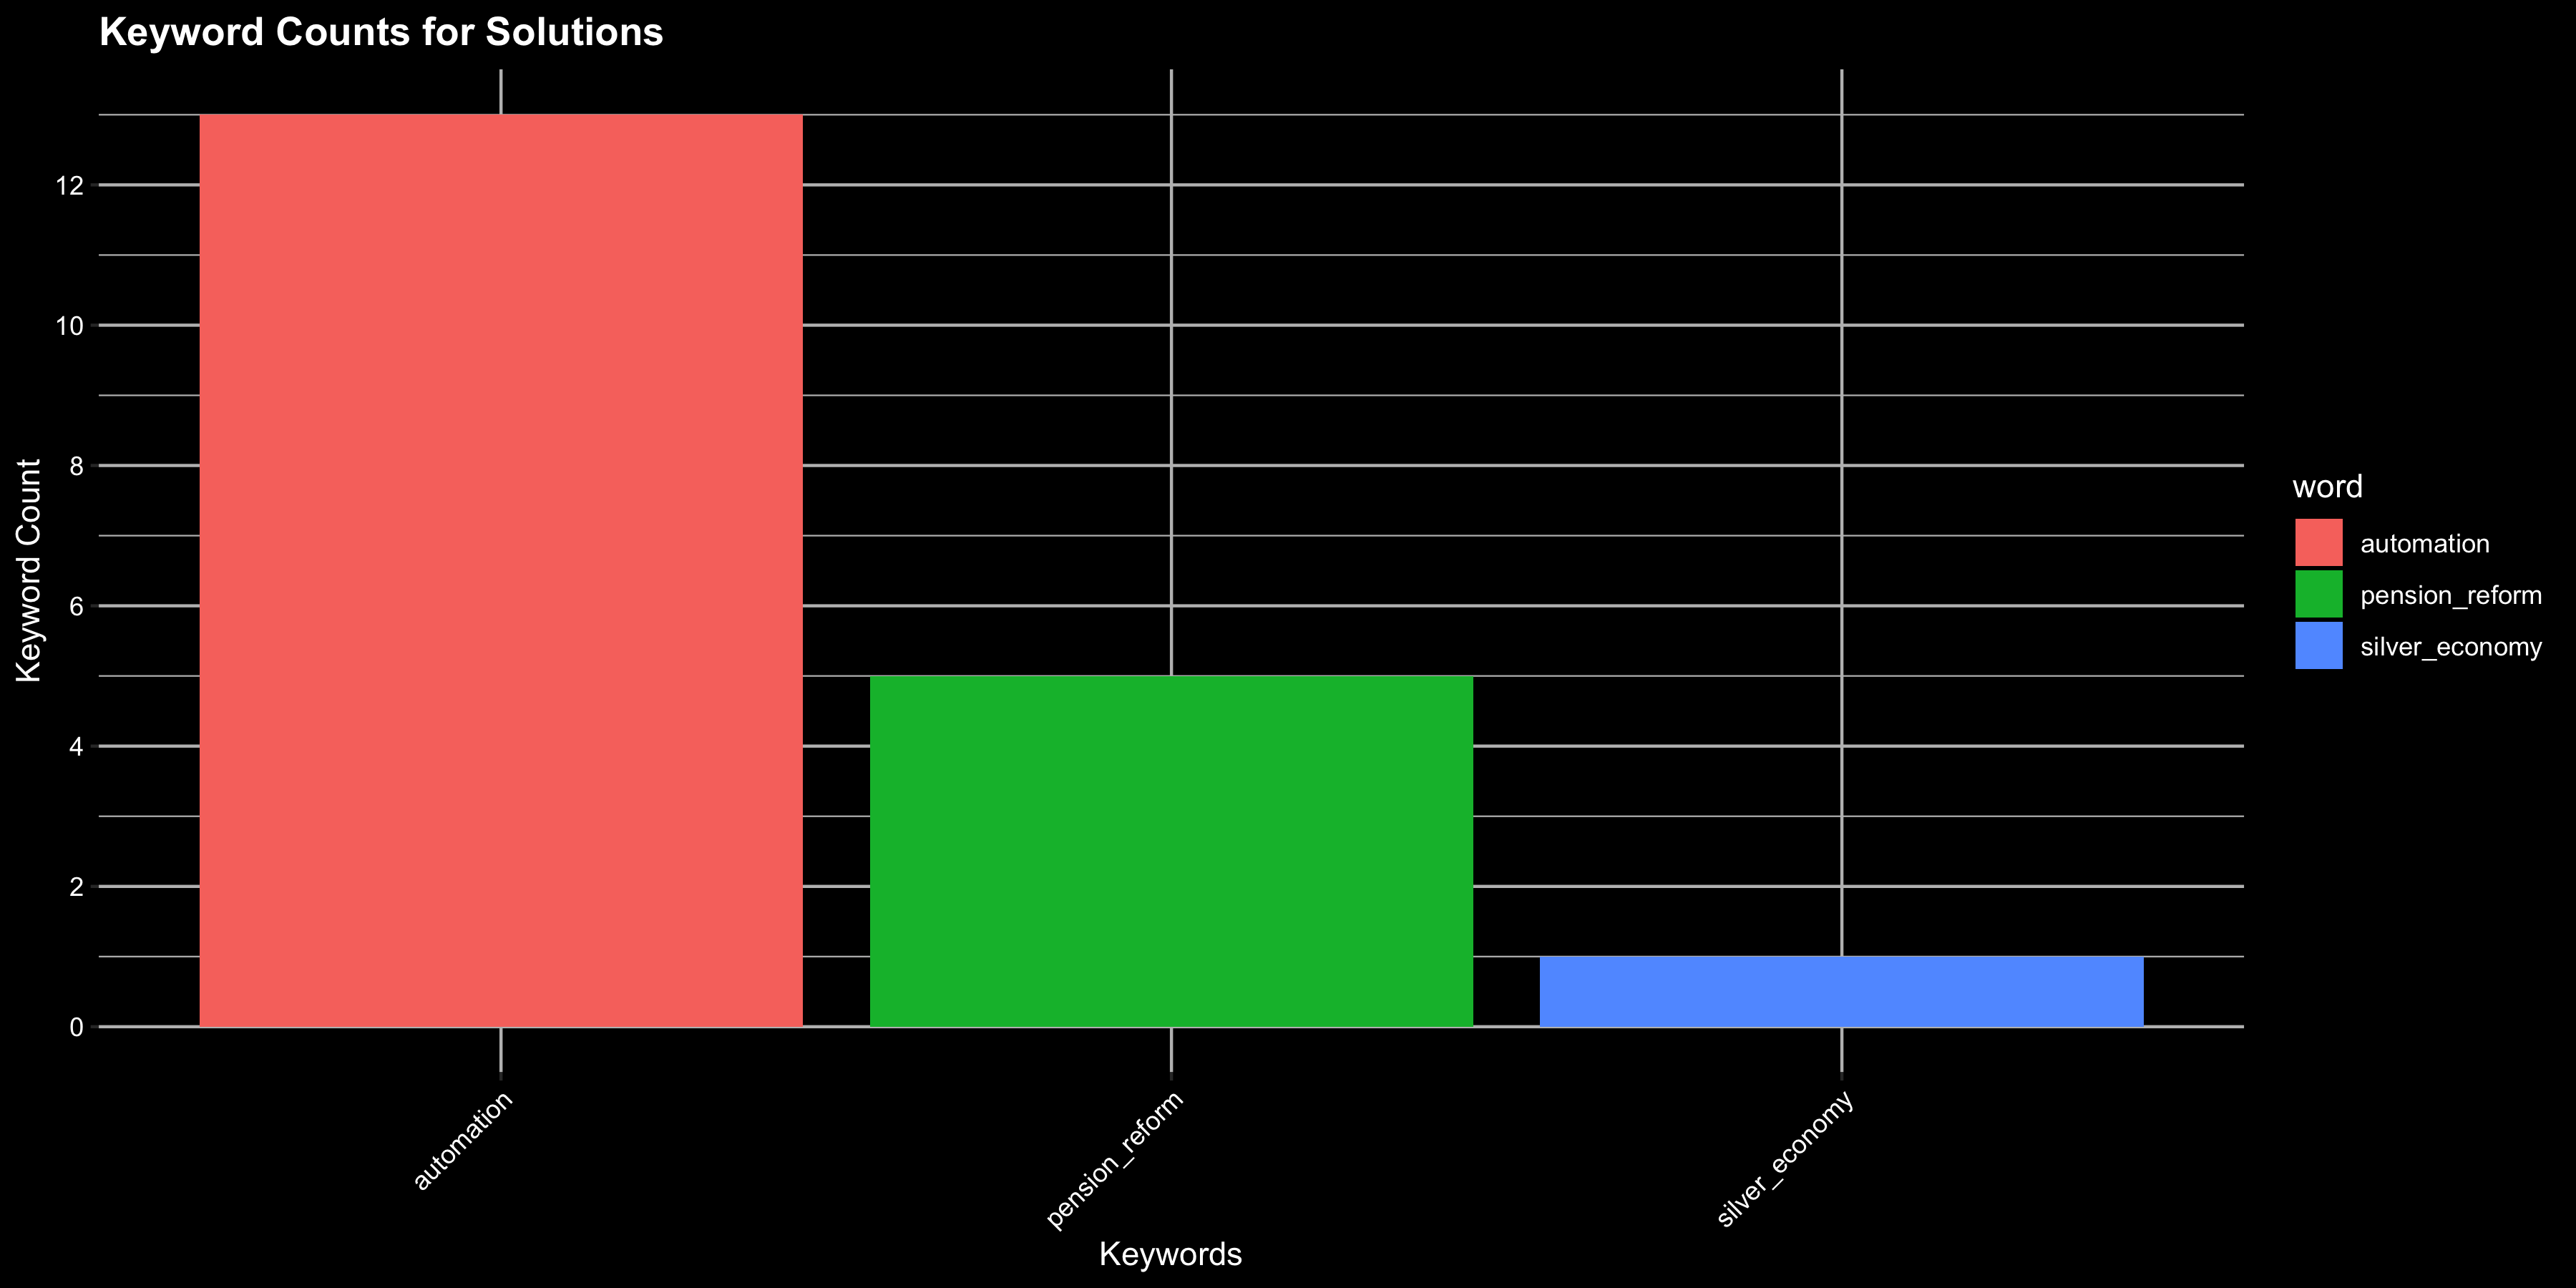 Keyword Counts for Solutions
Keyword Count
12
10
8
6
4
2
0
automation
pension_reform
silver_economy
Keywords
word
automation
pension_reform
silver_economy